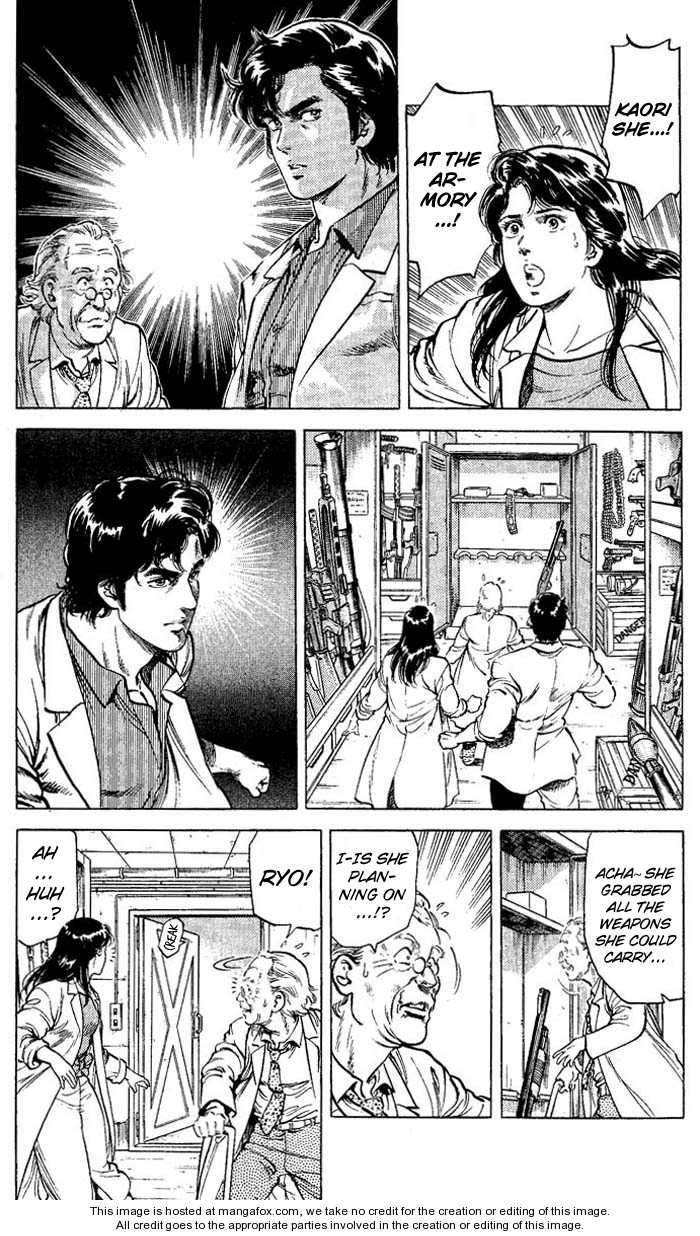 KAORI
SHE...!
AT THE
AR-
MORY
...!
DANGER
DAN
ACHA~ SHE
GRABBED
ALL THE
WEAPONS
SHE COULD
CARRY...
I-IS SHE
PLAN-
NING ON
...!?
RYO!
CREAK
AH
...
HUH
...?
This image is hosted at mangafox.com, we take no credit for the creation or editing of this image.
All credit goes to the appropriate parties involved in the creation or editing of this image.